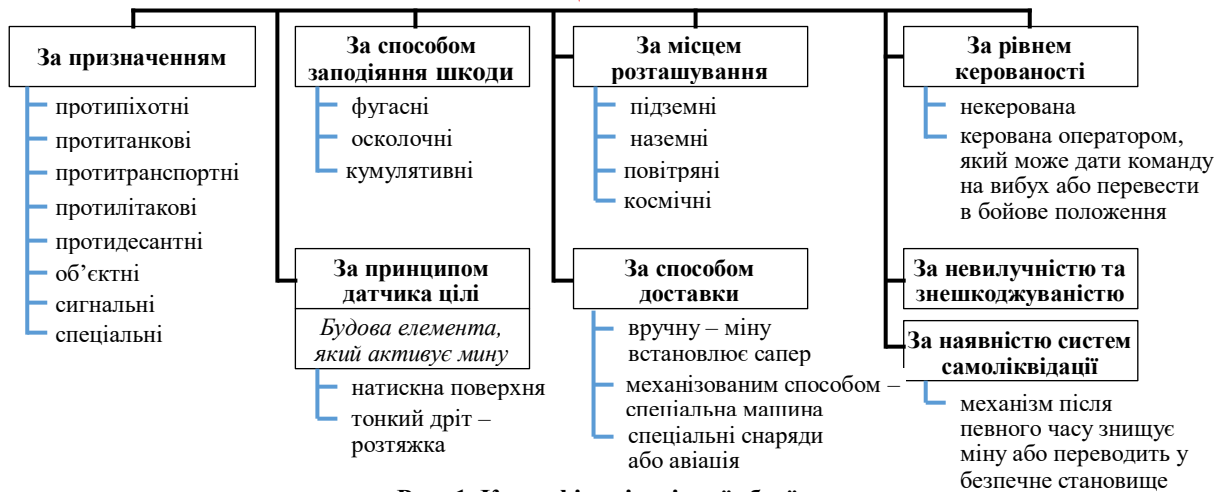 За призначенням
протипіхотні
протитанкові
протитранспортні
протилітакові
протидесантні
об’єктні
сигнальні
спеціальні
За способом
заподіяння шкоди
фугасні
осколочні
кумулятивні
За принципом
датчика цілі
Будова елемента,
який активує мину
натискна поверхня
тонкий дріт –
розтяжка
За місцем
розташування
підземні
наземні
повітряні
космічні
За способом
доставки
вручну – міну
встановлює сапер
механізованим способом –
спеціальна машина
спеціальні снаряди
або авіація
За рівнем
керованості
некерована
керована оператором,
який може дати команду
на вибух або перевести
в бойове положення
За невилучністю та
знешкоджуваністю
За наявністю систем
самоліквідації
механізм після
певного часу знищує
міну або переводить у
безпечне становище